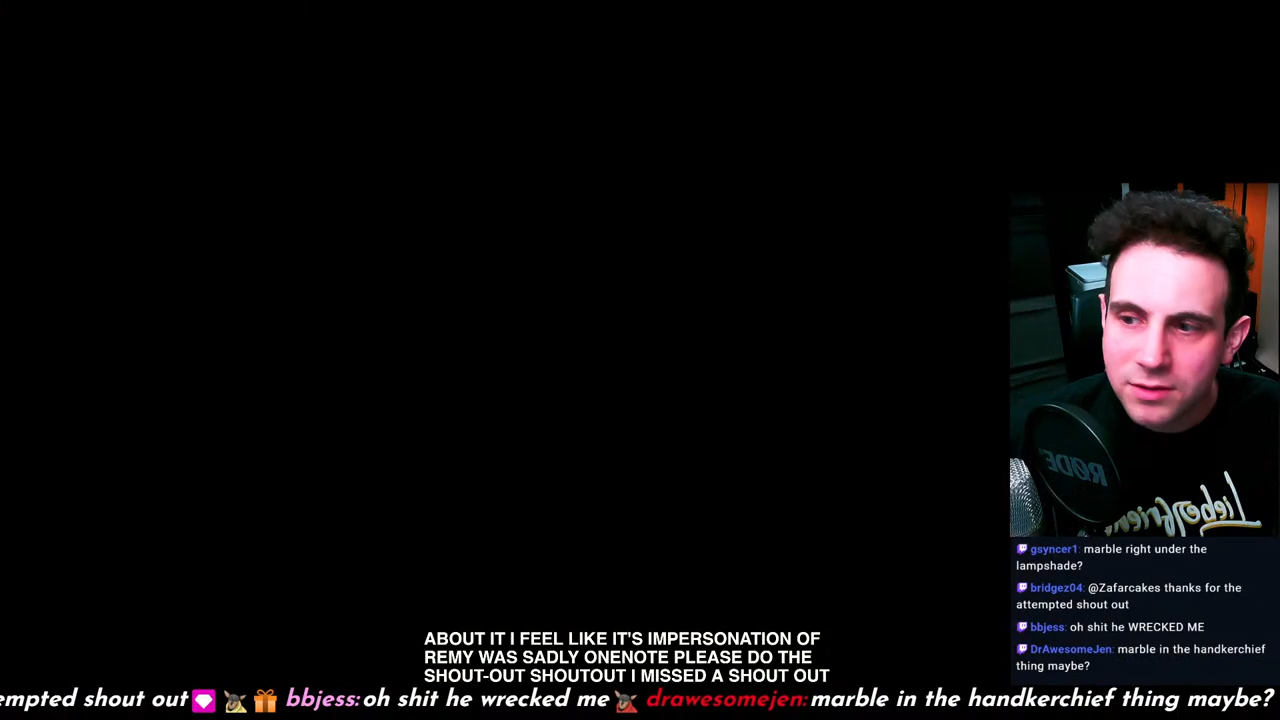 RØDE
Liebesfrien
gsyncer1: marble right under the
lampshade?
bridgez04: @Zafarcakes thanks for the
attempted shout out
bbjess: oh shit he WRECKED ME
DrAwesomeJen: marble in the handkerchief
thing maybe?
ABOUT IT I FEEL LIKE IT'S IMPERSONATION OF
REMY WAS SADLY ONENOTE PLEASE DO THE
SHOUT-OUT SHOUTOUT I MISSED A SHOUT OUT
empted shout out bbjess: oh shit he wrecked me drawesomejen: marble in the handkerchief thing maybe?